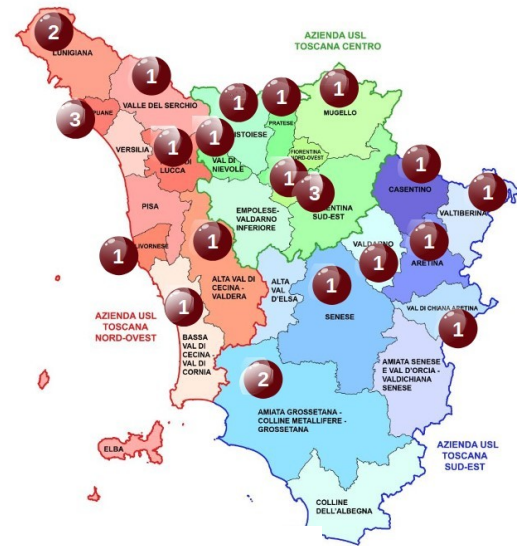 AZIENDA USL
TOSCANA CENTRO
2
LUNIGIANA
1
VALLE DEL SERCHIO
1
1
1
MUGELLO
3
PUANE
VERSILIA
1
LUCCA
1
ISTOIESE
VAL DI
NIEVOLE
PRATESE
FIORENTINA
NORD-OVEST
1
3
ENTINA
SUD-EST
1
CASENTINO
1
VALTIBERINA
PISA
EMPOLESE-
VALDARNO
INFERIORE
1
LIVORNESE
1
ALTA VAL DI
CECINA -
VALDERA
ALTA
VAL D'ELSA
1
SENESE
1
1
ARETINA
VAL DI CHIANA ARETINA
1
AZIENDA USL
TOSCANA
NORD-OVEST
1
BASSA
VAL DI
CECINA -
VAL DI
CORNIA
2
AMIATA GROSSETANA -
COLLINE METALLIFERE -
GROSSETANA
AMIATA SENESE
E VAL D'ORCIA -
VALDICHIANA
SENESE
ELBA
AZIENDA USL
TOSCANA
SUD-EST
COLLINE
DELL'ALBEGNA